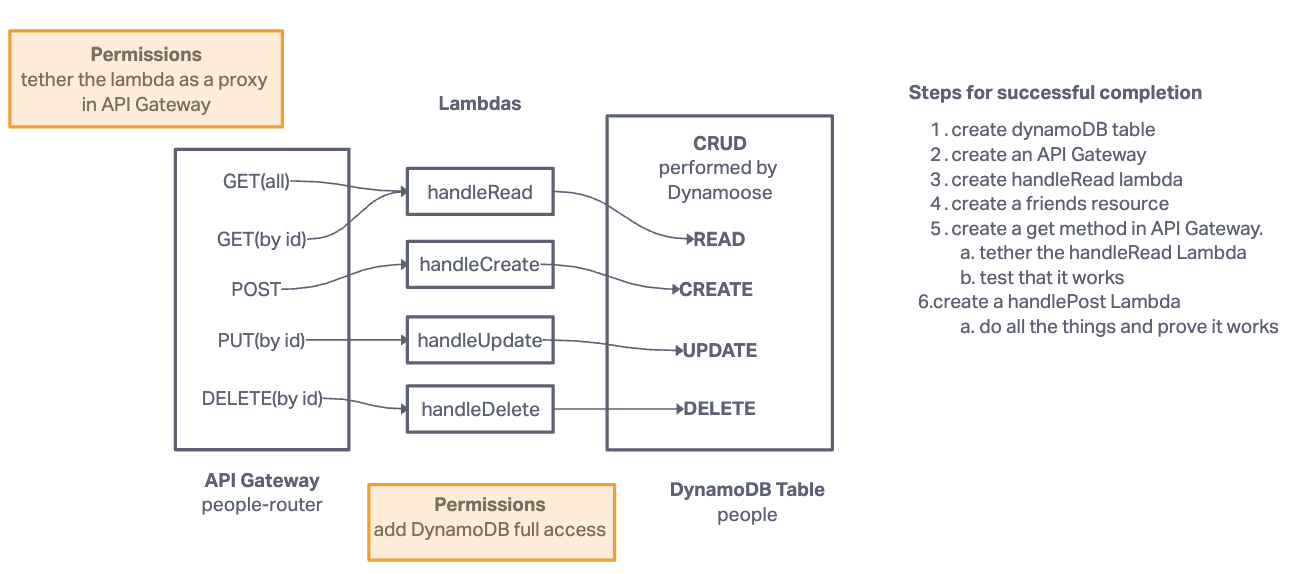 Permissions
tether the lambda as a proxy
in API Gateway
Lambdas
GET(all)
GET(by id)
POST
PUT(by id)
DELETE(by id)
API Gateway
people-router
handleRead
handleCreate
handleUpdate
handleDelete
Permissions
add DynamoDB full access
CRUD
performed by
Dynamoose
READ
CREATE
UPDATE
DELETE
DynamoDB Table
people
Steps for successful completion
1. create dynamoDB table
2. create an API Gateway
3. create handleRead lambda
4. create a friends resource
5. create a get method in API Gateway.
a. tether the handleRead Lambda
b. test that it works
6.create a handlePost Lambda
a. do all the things and prove it works